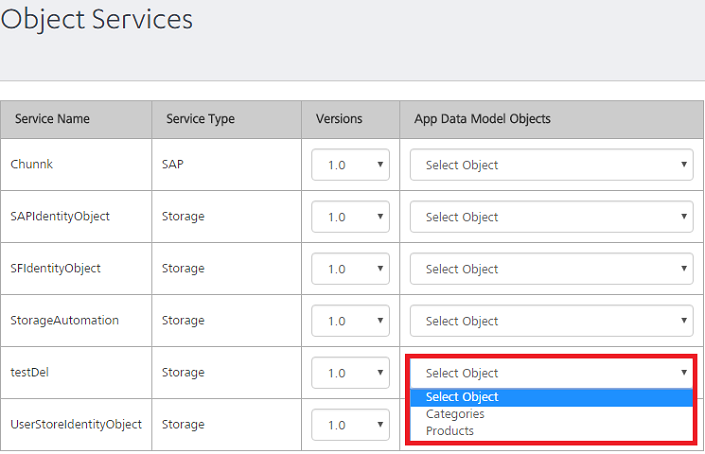 Object Services
Service Name Service Type Versions App Data Model Objects
Chunnk SAP 1.0 Select Object
SAPIdentityObject Storage 1.0 Select Object
SFIdentityObject Storage 1.0 Select Object
StorageAutomation Storage 1.0 Select Object
testDel Storage 1.0 Select Object
Select Object
Categories
Products
UserStoreIdentityObject Storage 1.0